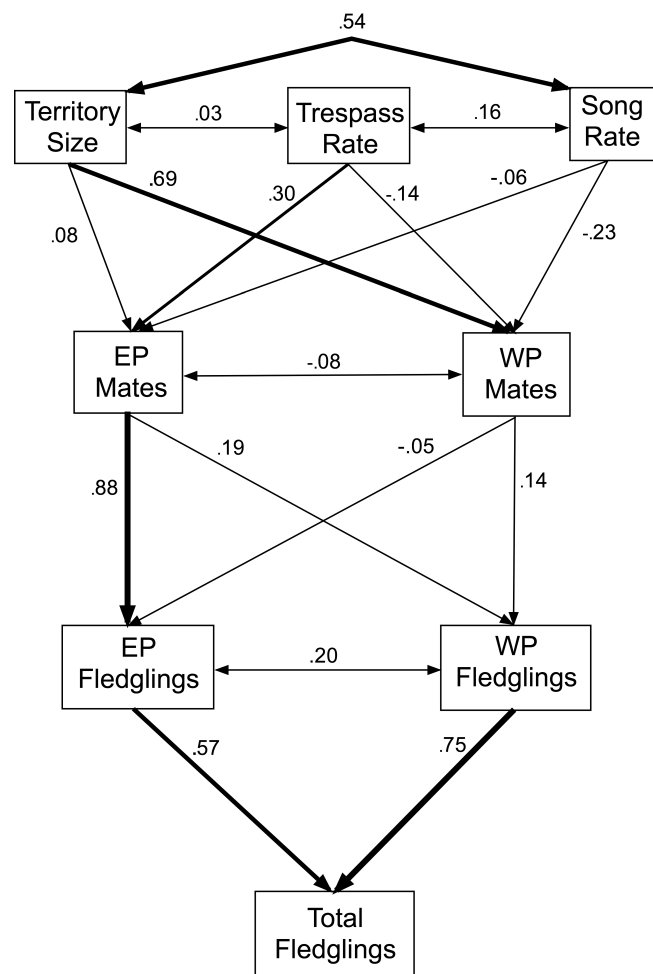 .54
Territory
Size
.03
Trespass
Rate
.16
Song
Rate
.69
.30
-.14
-.06
.08
-.23
EP
Mates
-.08
WP
Mates
.88
.19
-.05
.14
EP
Fledglings
.20
WP
Fledglings
.57
.75
Total
Fledglings